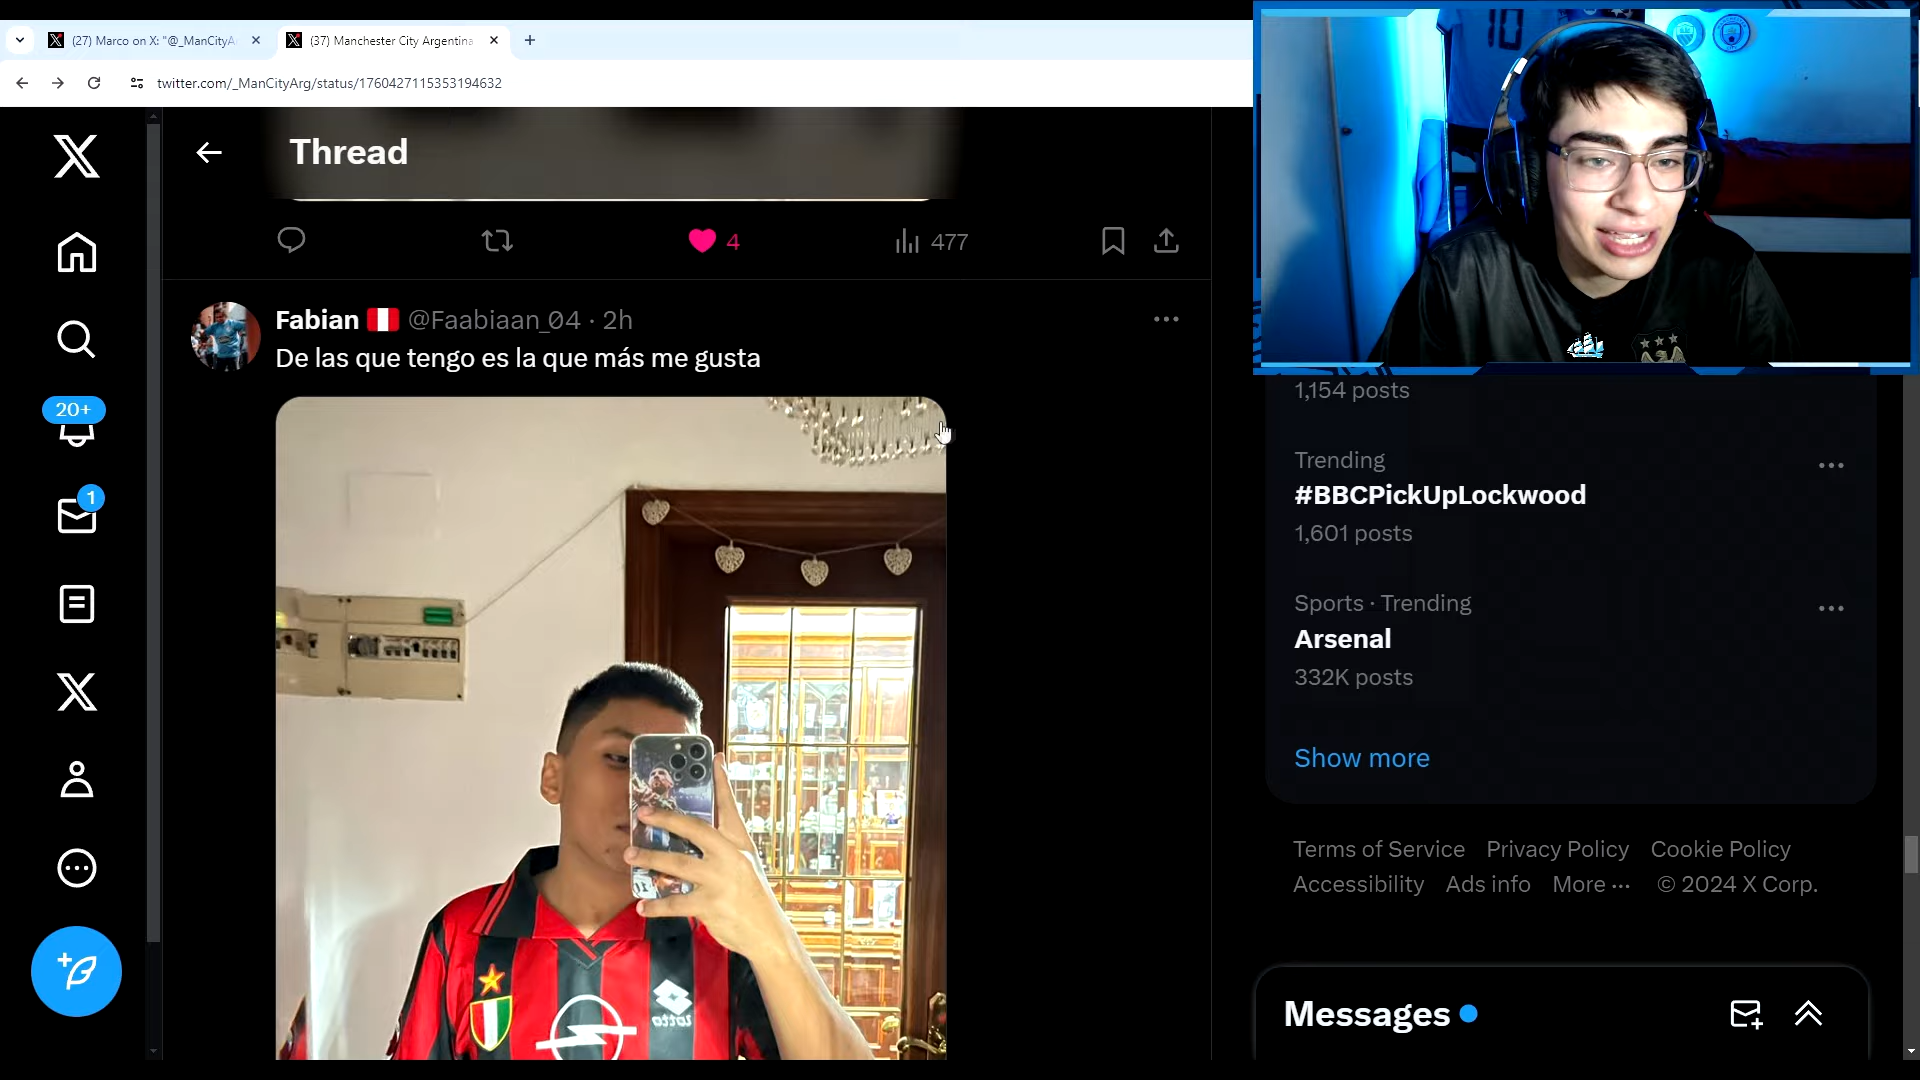 (27) Marco on X: "@_ManCityA
(37) Manchester City Argentina
twitter.com/_ManCityArg/status/1760427115353194632
Thread
4
477
Fabian @Faabiaan_04 · 2h
De las que tengo es la que más me gusta
20+
1
lotto
10
1,154 posts
Trending
#BBCPickUpLockwood
1,601 posts
Sports · Trending
Arsenal
332K posts
Show more
Terms of Service Privacy Policy Cookie Policy
Accessibility Ads info More ··· © 2024 X Corp.
Messages